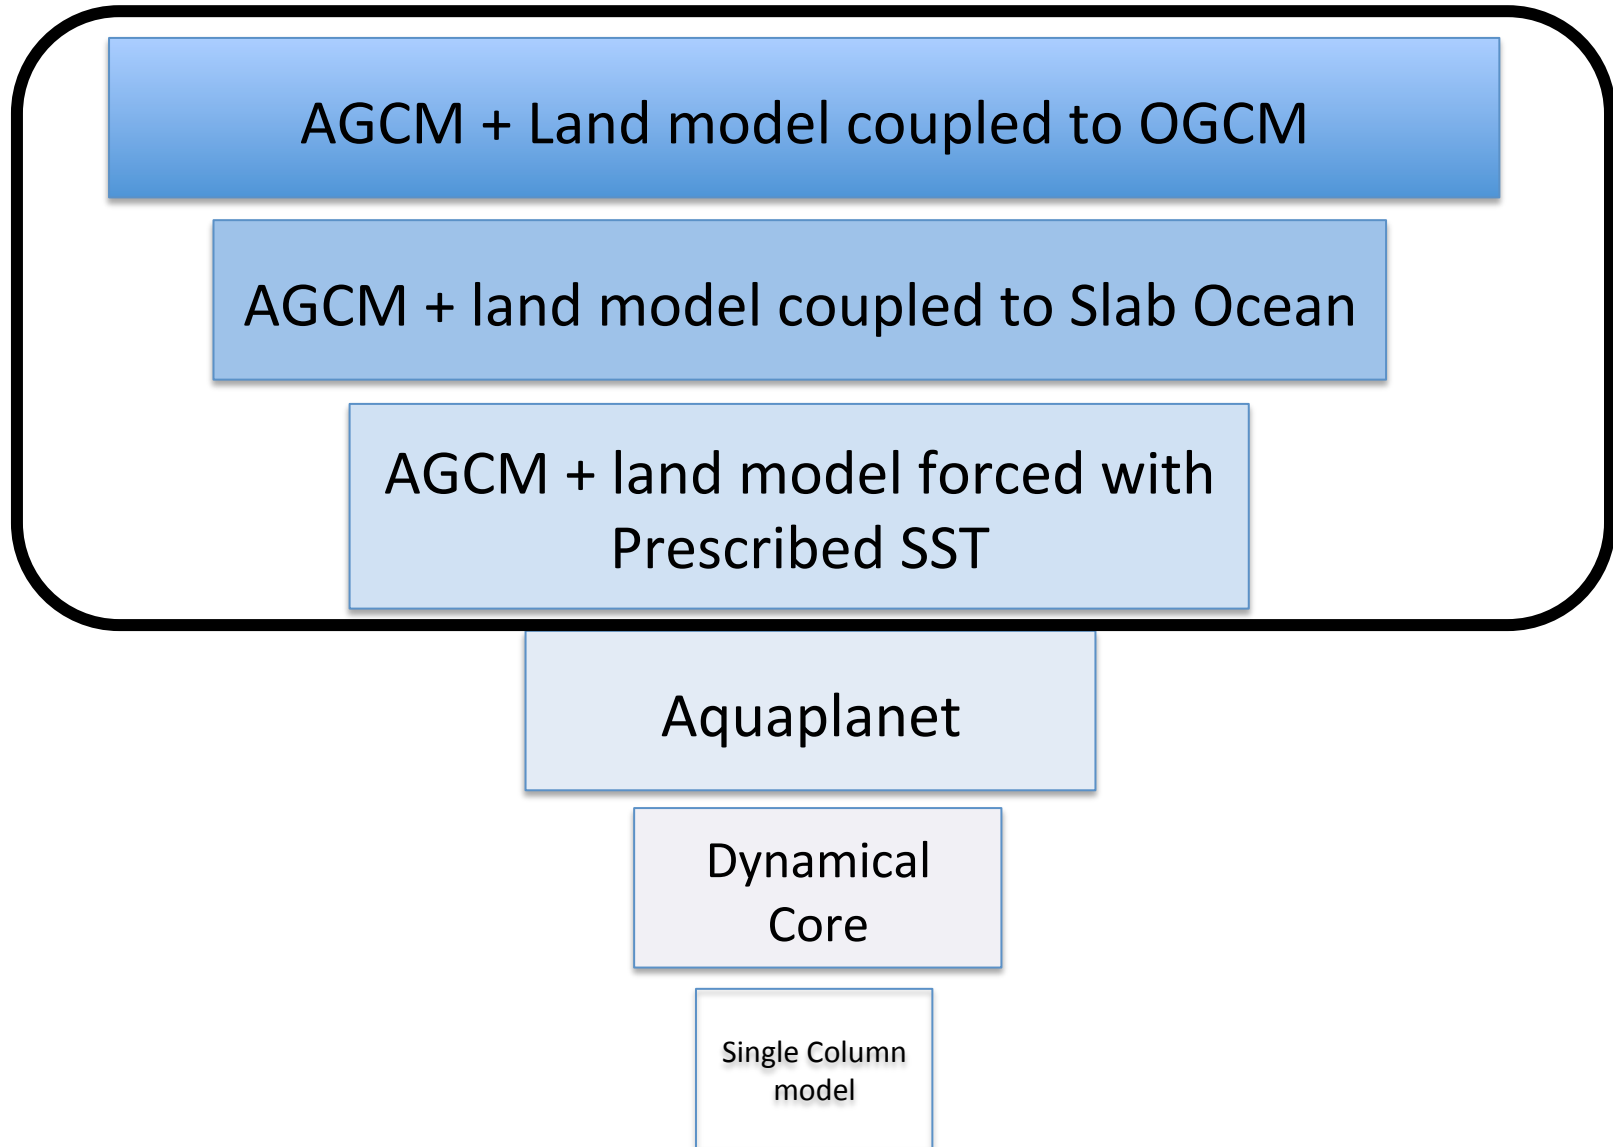 AGCM + Land model coupled to OGCM
AGCM + land model coupled to Slab Ocean
AGCM + land model forced with
Prescribed SST
Aquaplanet
Dynamical
Core
Single Column
model